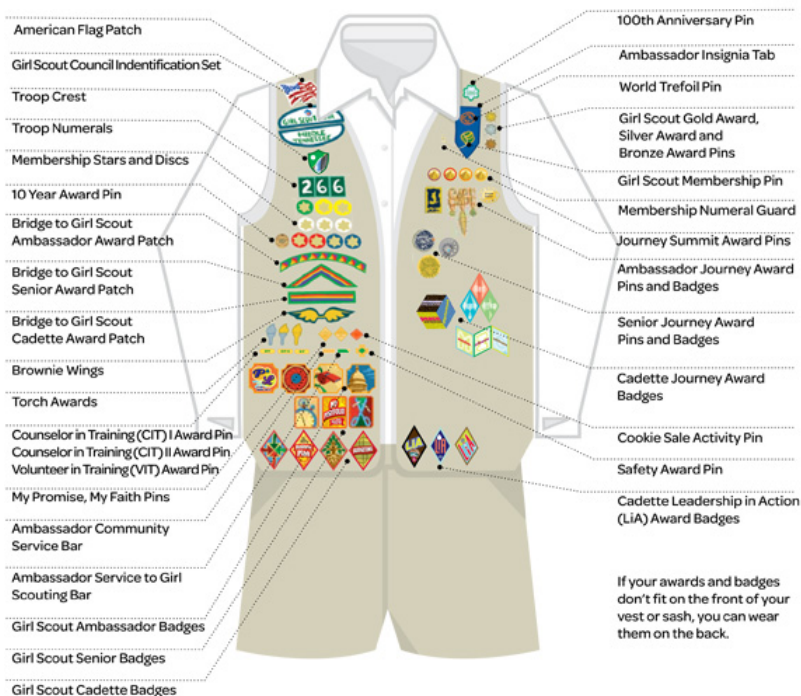 American Flag Patch
Girl Scout Council Indentification Set
Troop Crest
Troop Numerals
Membership Stars and Discs
10 Year Award Pin
Bridge to Girl Scout
Ambassador Award Patch
Bridge to Girl Scout
Senior Award Patch
Bridge to Girl Scout
Cadette Award Patch
Brownie Wings
Torch Awards
Counselor in Training (CIT) I Award Pin
Counselor in Training (CIT) II Award Pin
Volunteer in Training (VIT) Award Pin
My Promise, My Faith Pins
Ambassador Community
Service Bar
Ambassador Service to Girl
Scouting Bar
Girl Scout Ambassador Badges
Girl Scout Senior Badges
Girl Scout Cadette Badges
GIRL SCOUTS
MIDDLE
TENNESSEE
266
100th Anniversary Pin
Ambassador Insignia Tab
World Trefoil Pin
Girl Scout Gold Award,
Silver Award and
Bronze Award Pins
Girl Scout Membership Pin
Membership Numeral Guard
Journey Summit Award Pins
Ambassador Journey Award
Pins and Badges
Senior Journey Award
Pins and Badges
Cadette Journey Award
Badges
Cookie Sale Activity Pin
Safety Award Pin
Cadette Leadership in Action
(LiA) Award Badges
LiA
If your awards and badges
don't fit on the front of your
vest or sash, you can wear
them on the back.